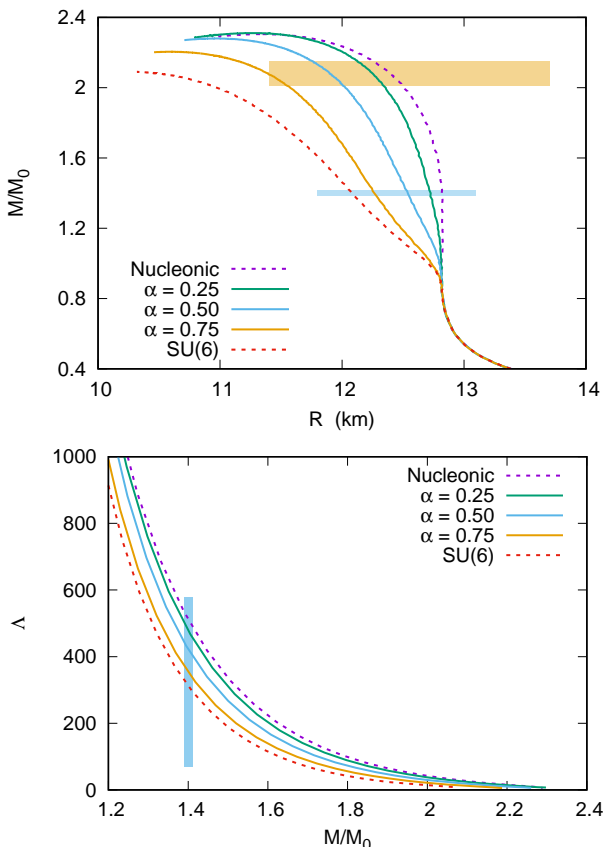 2.4
2
1.6
1.2
0.8
0.4
M/M0
Nucleonic
α = 0.25
α = 0.50
α = 0.75
SU(6)
10 11 12 13 14
R (km)
1000
800
600
400
200
0
Λ
Nucleonic
α = 0.25
α = 0.50
α = 0.75
SU(6)
1.2 1.4 1.6 1.8 2 2.2 2.4
M/M0